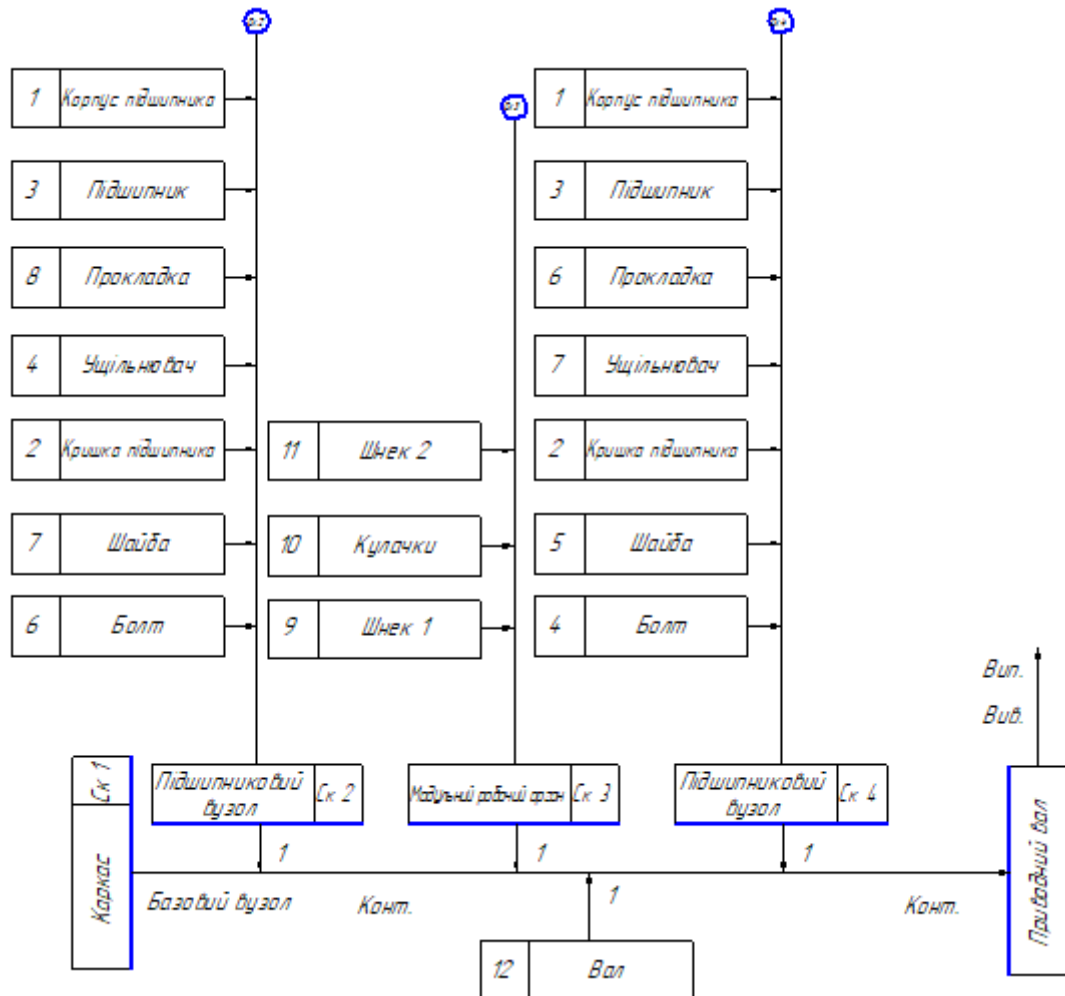 1 Корпус підшипника
3 Підшипник
8 Прокладка
4 Ущільнювач
2 Кришка підшипника
7 Шайба
6 Болт
11 Шнек 2
10 Кулачки
9 Шнек 1
1 Корпус підшипника
3 Підшипник
6 Прокладка
7 Ущільнювач
2 Кришка підшипника
5 Шайба
4 Болт
Вип.
Вив.
Ск 1
Каркас
Підшипниковий
вузол
Ск 2
Модульний робочий орган
Ск 3
Підшипниковий
вузол
Ск 4
Приводний вал
1
1
1
Базовий вузол
Конт.
1
Конт.
12 Вал